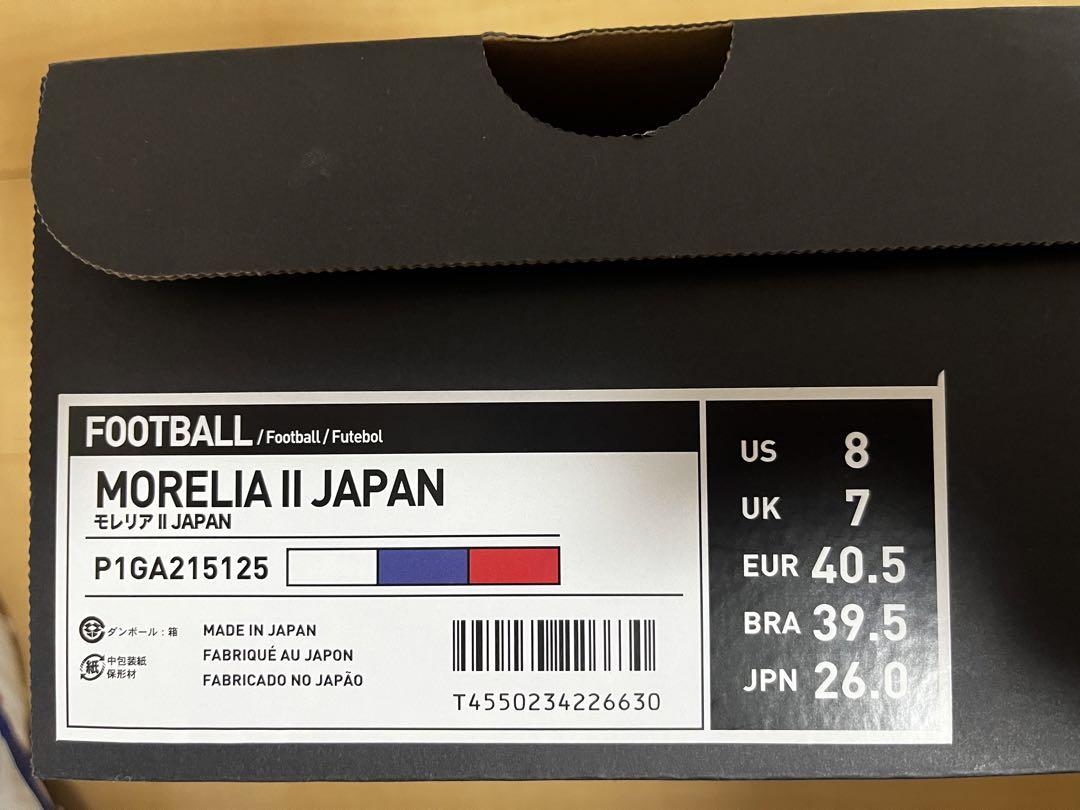 FOOTBALL /Football/Futebol
MORELIA II JAPAN
モレリア II JAPAN
P1GA215125
ダンボール：箱
中包装紙
保形材
紙
MADE IN JAPAN
FABRIQUÉ AU JAPON
FABRICADO NO JAPÃO
T4550234226630
US 8
UK 7
EUR 40.5
BRA 39.5
JPN 26.0